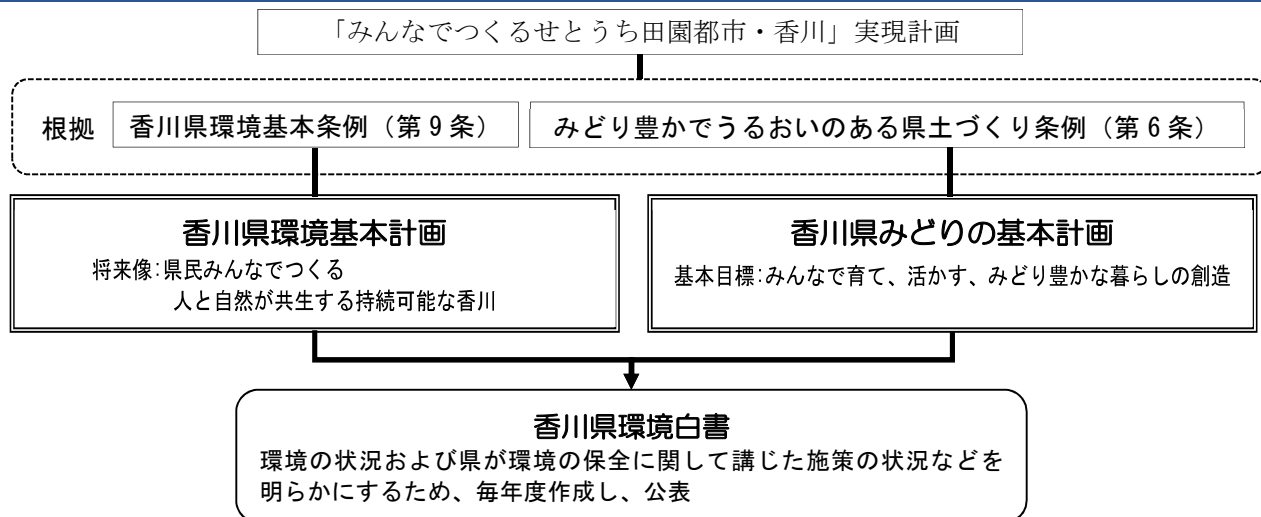 「みんなでつくるせとうち田園都市・香川」実現計画
根拠
香川県環境基本条例（第９条）
みどり豊かでうるおいのある県土づくり条例（第６条）
香川県環境基本計画
将来像:県民みんなでつくる
人と自然が共生する持続可能な香川
香川県みどりの基本計画
基本目標:みんなで育て、活かす、みどり豊かな暮らしの創造
香川県環境白書
環境の状況および県が環境の保全に関して講じた施策の状況などを
明らかにするため、毎年度作成し、公表